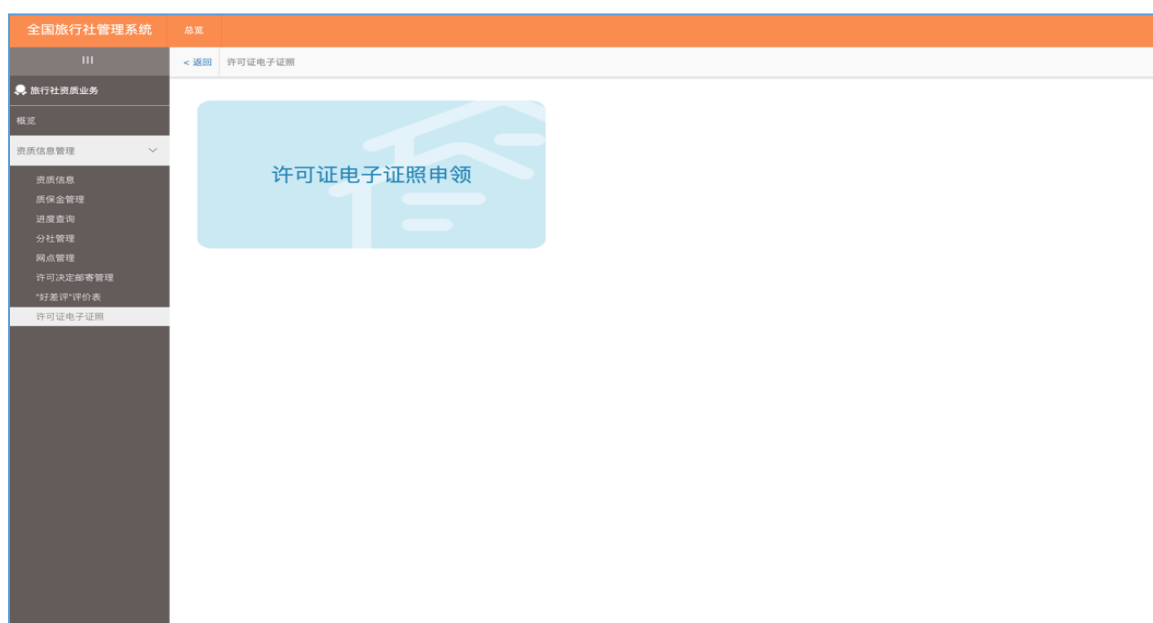 全国旅行社管理系统
总览
< 返回
许可证电子证照
旅行社资质业务
概览
资质信息管理
资质信息
质保金管理
进度查询
分社管理
网点管理
许可决定邮寄管理
"好差评"评价表
许可证电子证照
许可证电子证照申领